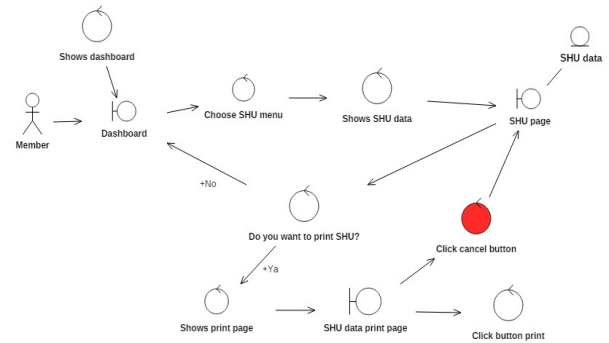 SHU data
Shows dashboard
Choose SHU menu
Shows SHU data
SHU page
Dashboard
Member
+No
Do you want to print SHU?
Click cancel button
+Ya
Shows print page
SHU data print page
Click button print